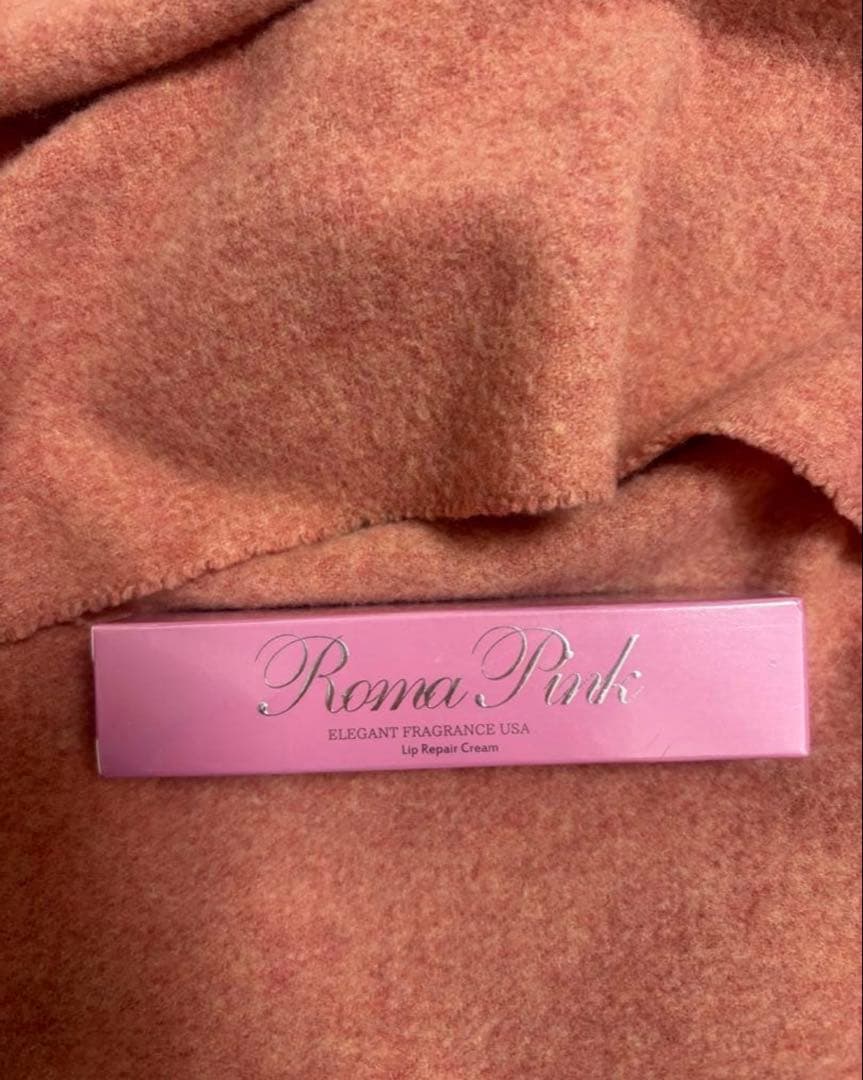 Roma Pink
ELEGANT FRAGRANCE USA
Lip Repair Cream